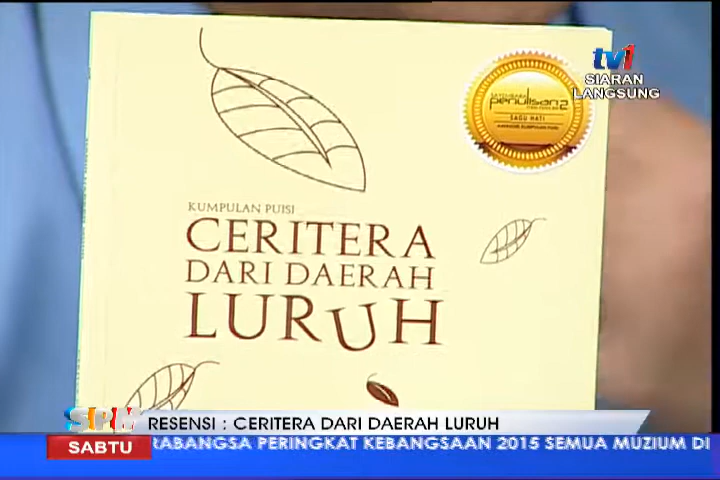 tv1
SIARAN
LANGSUNG
penulisan2
SAGU HATI
KUMPULAN PUISI
CERITERA
DARI DAERAH
LURUH
RESENSI : CERITERA DARI DAERAH LURUH
SABTU
RABANGSA PERINGKAT KEBANGSAAN 2015 SEMUA MUZIUM DI